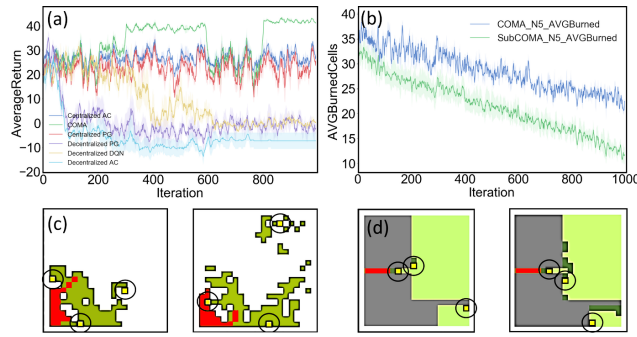 (a)
AverageReturn
40
30
20
10
0
−10
−20
Centralized AC
COMA
Centralized PG
Decentralized PG
Decentralized DQN
Decentralized AC
0 200 400 600 800
Iteration
(b)
AVGBurnedCells
40
35
30
25
20
15
10
COMA_N5_AVGBurned
SubCOMA_N5_AVGBurned
0 200 400 600 800 1000
Iteration
(c)
(d)